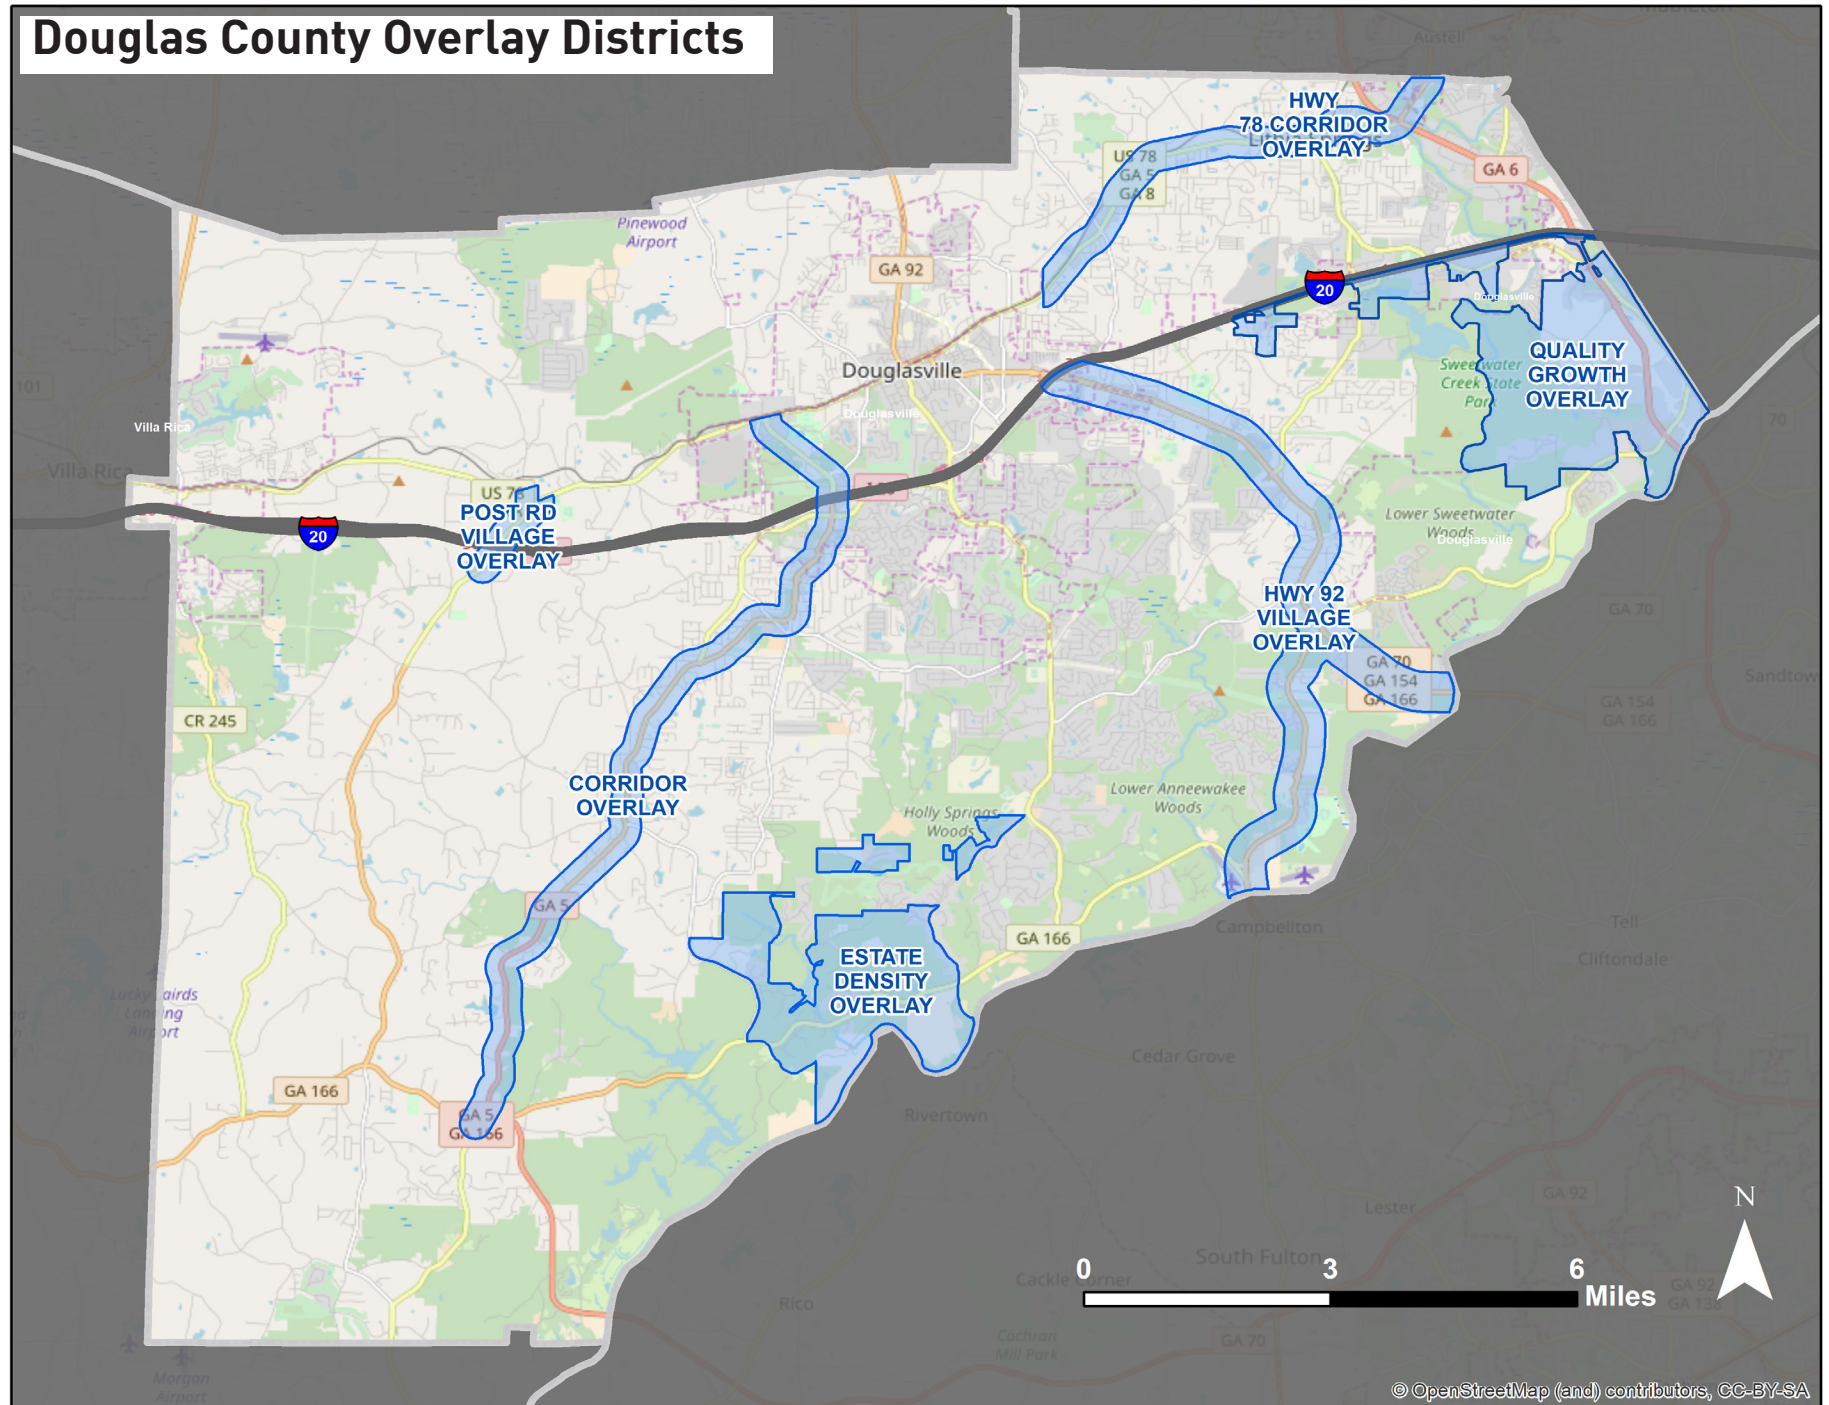 Douglas County Overlay Districts
Austell
HWY
78 CORRIDOR
OVERLAY
US 78
GA 5
GA 8
GA 6
Pinewood
Airport
GA 92
20
Douglasville
QUALITY
GROWTH
OVERLAY
Sweetwater
Creek State
Park
Douglasville
Douglasville
101
Villa Rica
Villa Rica
70
US 78
POST RD
VILLAGE
OVERLAY
20
Lower Sweetwater
Woods
Douglasville
HWY 92
VILLAGE
OVERLAY
GA 70
GA 70
GA 154
GA 166
GA 154
GA 166
CR 245
CORRIDOR
OVERLAY
Holly Springs
Woods
Lower Anneewakee
Woods
GA 5
GA 166
Campbellton
Tell
Cliftondale
ESTATE
DENSITY
OVERLAY
Airport
Cedar Grove
GA 166
GA 5
GA 166
Rivertown
GA 92
Lester
N
South Fulton
Cackle Corner
Rico
0 3 6
Miles
GA 92
GA 138
Cochran
Mill Park
GA 70
Morgan
Airport
© OpenStreetMap (and) contributors, CC-BY-SA